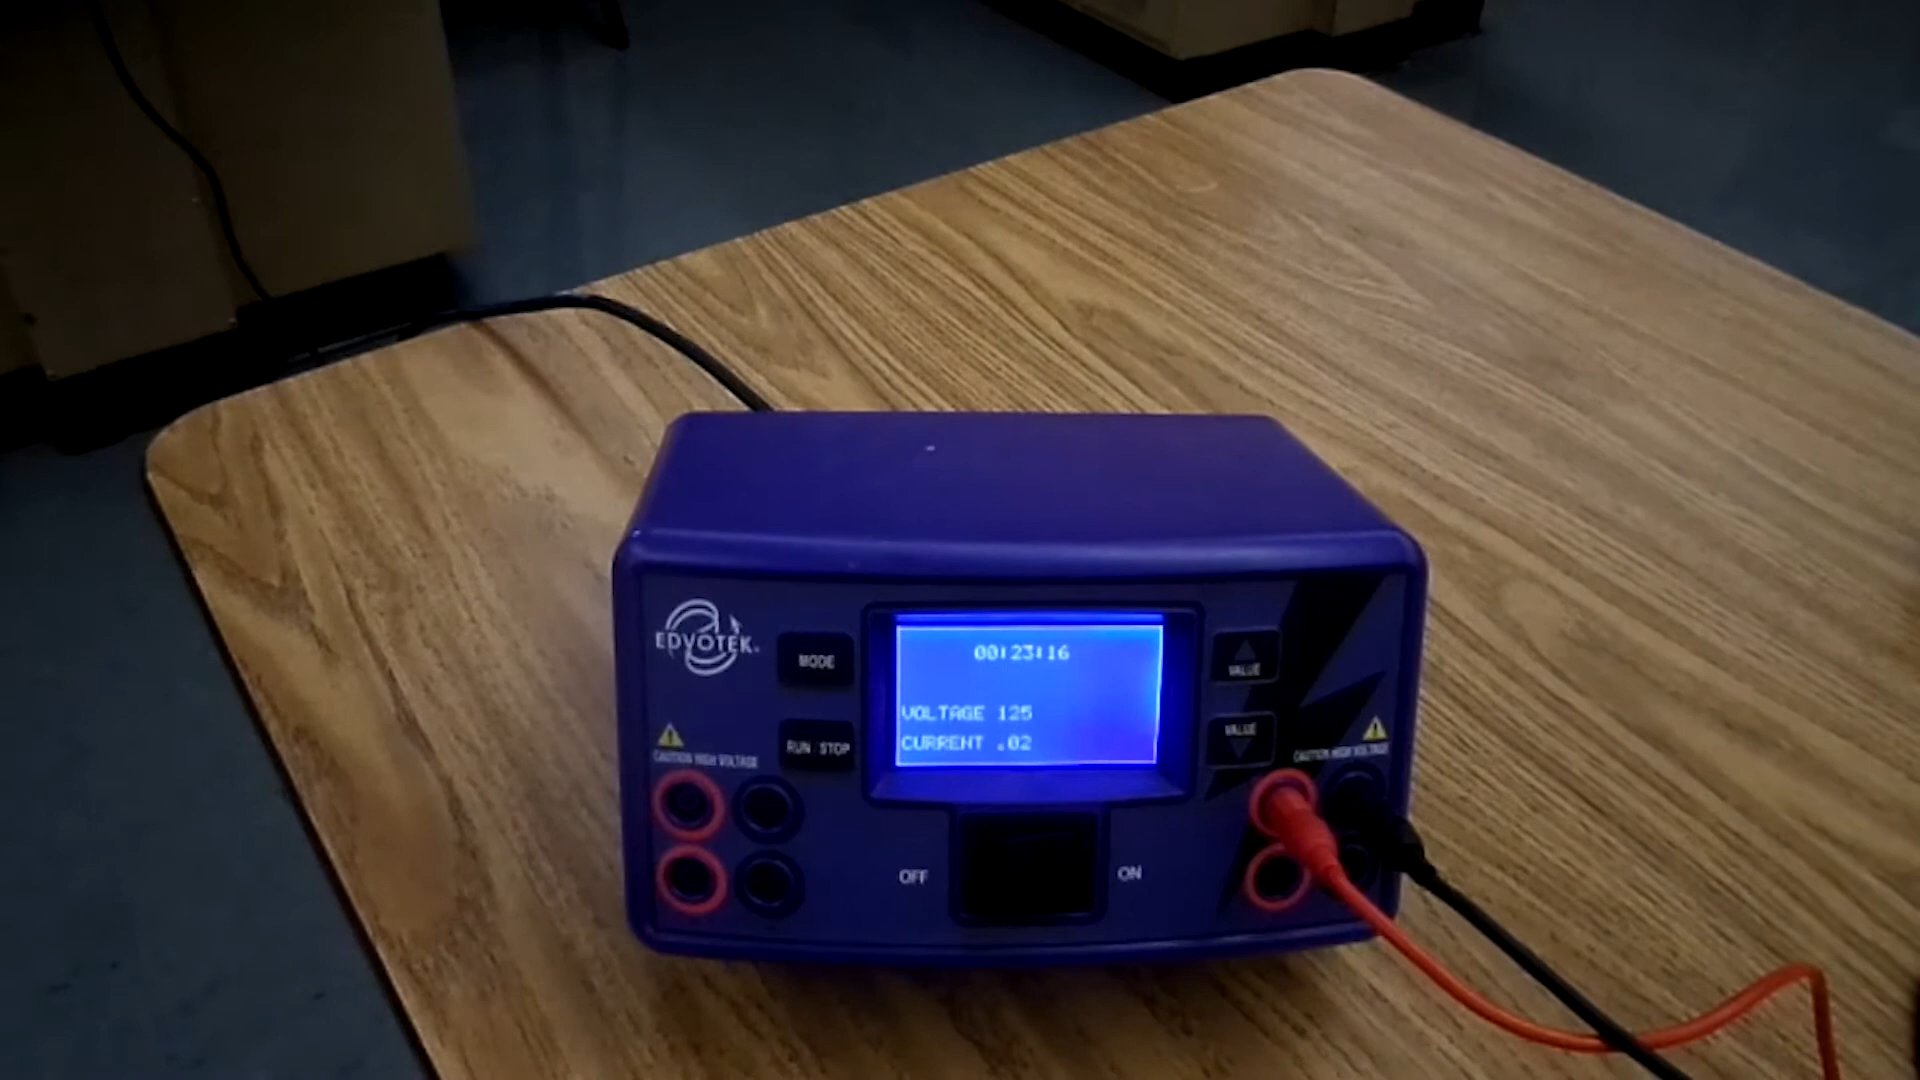 EDVOTEK®
MODE
RUN STOP
CAUTION HIGH VOLTAGE
00:23:16
VOLTAGE 125
CURRENT .02
VALUE
VALUE
CAUTION HIGH VOLTAGE
OFF
ON